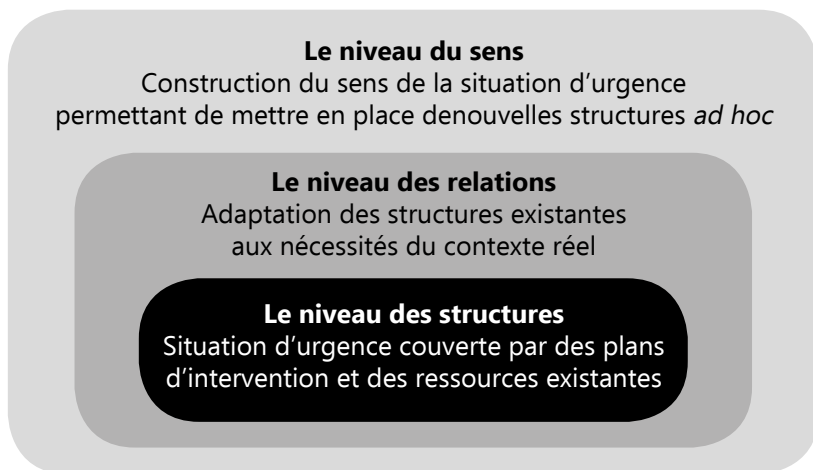 Le niveau du sens
Construction du sens de la situation d’urgence
permettant de mettre en place denouvelles structures ad hoc
Le niveau des relations
Adaptation des structures existantes
aux nécessités du contexte réel
Le niveau des structures
Situation d’urgence couverte par des plans
d’intervention et des ressources existantes